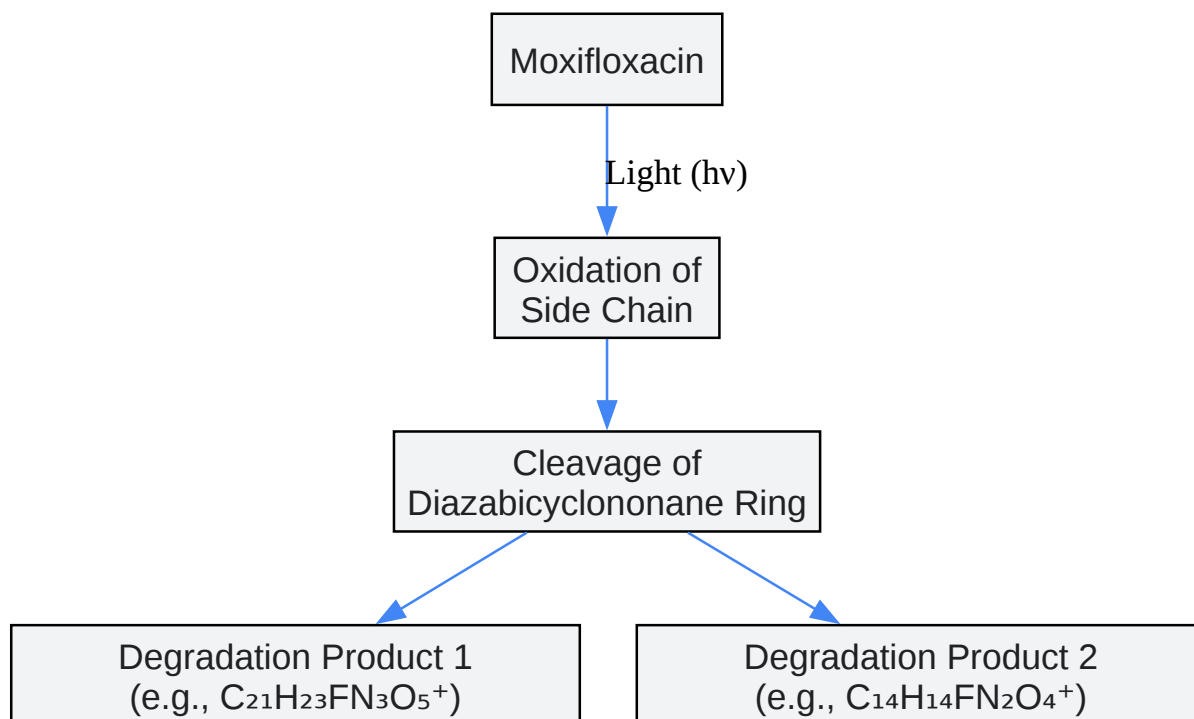 Moxifloxacin
Light (hν)
Oxidation of
Side Chain
Cleavage of
Diazabicyclononane Ring
Degradation Product 1
(e.g., C₂₁H₂₃FN₃O₅⁺)
Degradation Product 2
(e.g., C₁₄H₁₄FN₂O₄⁺)